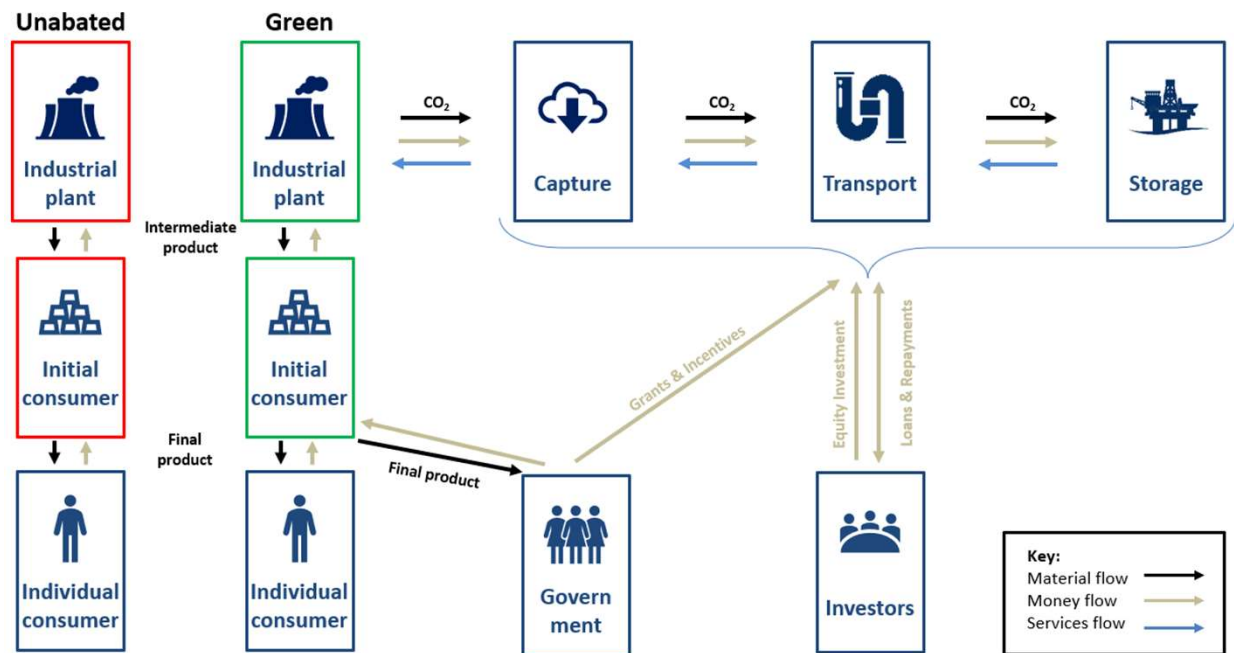 Unabated
Green
Industrial
plant
Industrial
plant
CO2
Capture
CO2
Transport
CO2
Storage
Intermediate
product
Initial
consumer
Initial
consumer
Grants & Incentives
Equity Investment
Loans & Repayments
Final
product
Final product
Individual
consumer
Individual
consumer
Govern
ment
Investors
Key:
Material flow
Money flow
Services flow